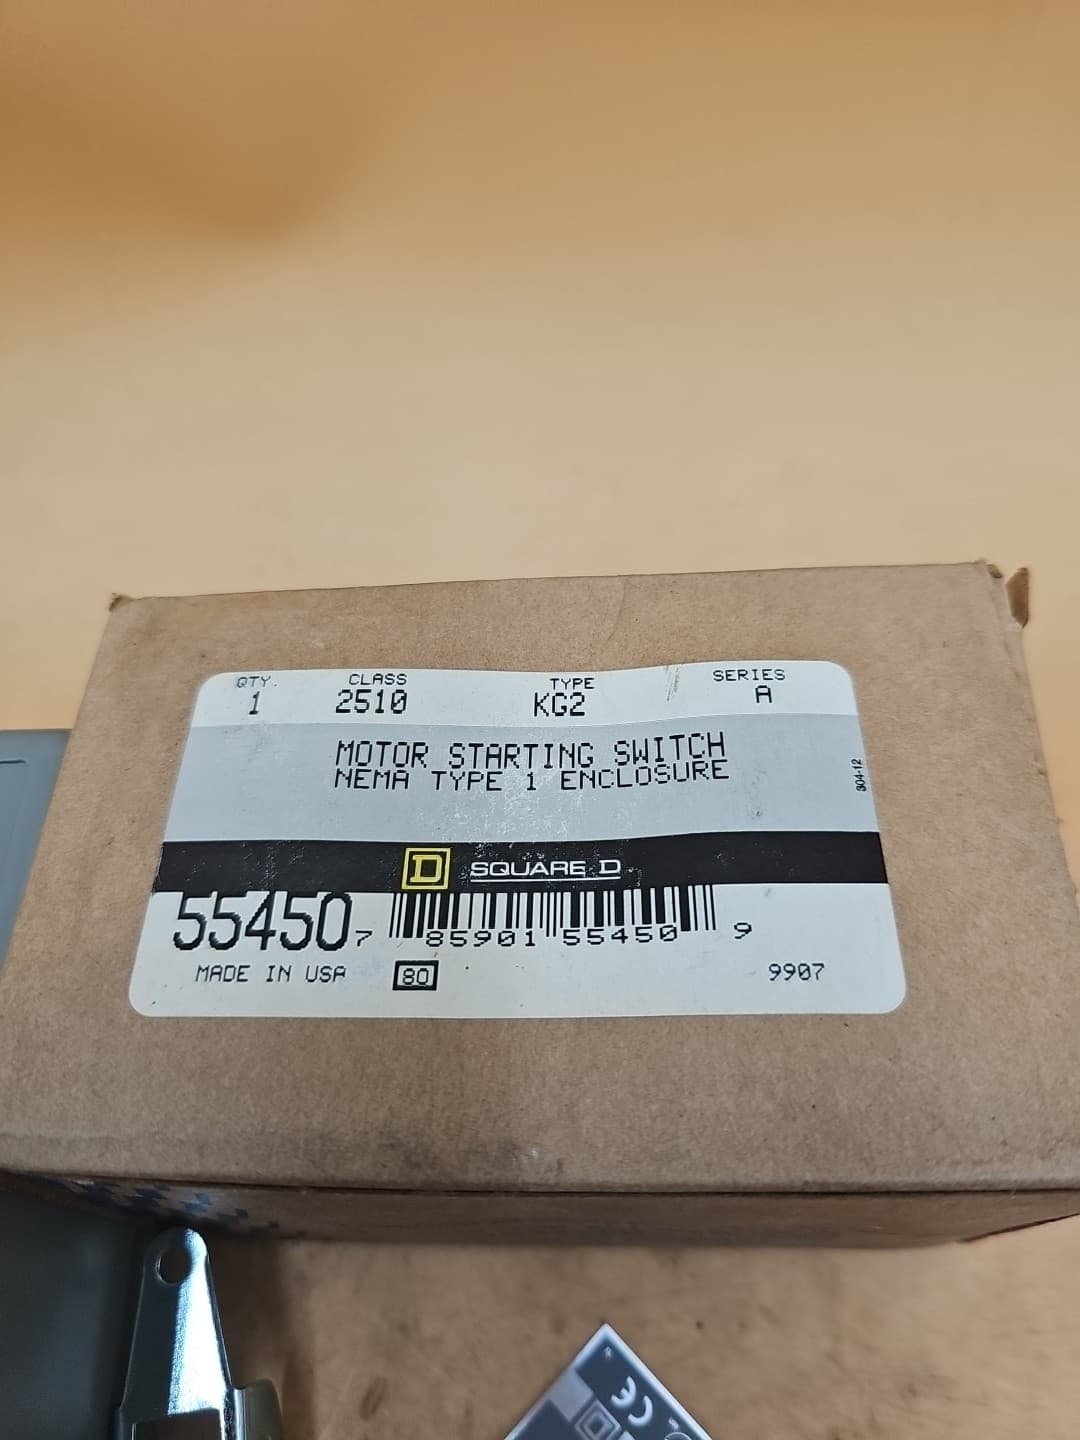 QTY. CLASS TYPE SERIES
1 2510 KG2 A
MOTOR STARTING SWITCH
NEMA TYPE 1 ENCLOSURE
304-12
D SQUARE D
55450 7 85901 55450 9
MADE IN USA 80 9907
CE